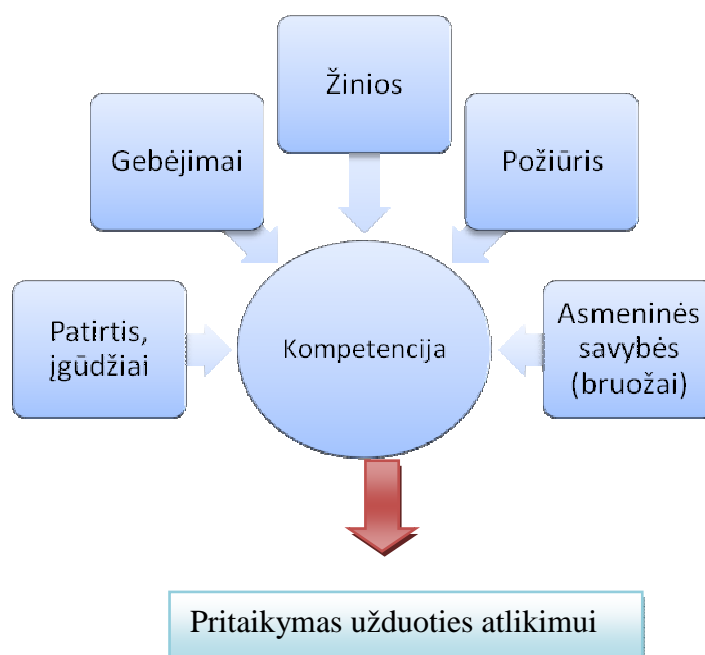 Žinios
Gebėjimai
Požiūris
Patirtis,
įgūdžiai
Kompetencija
Asmeninės
savybės
(bruožai)
Pritaikymas užduoties atlikimui